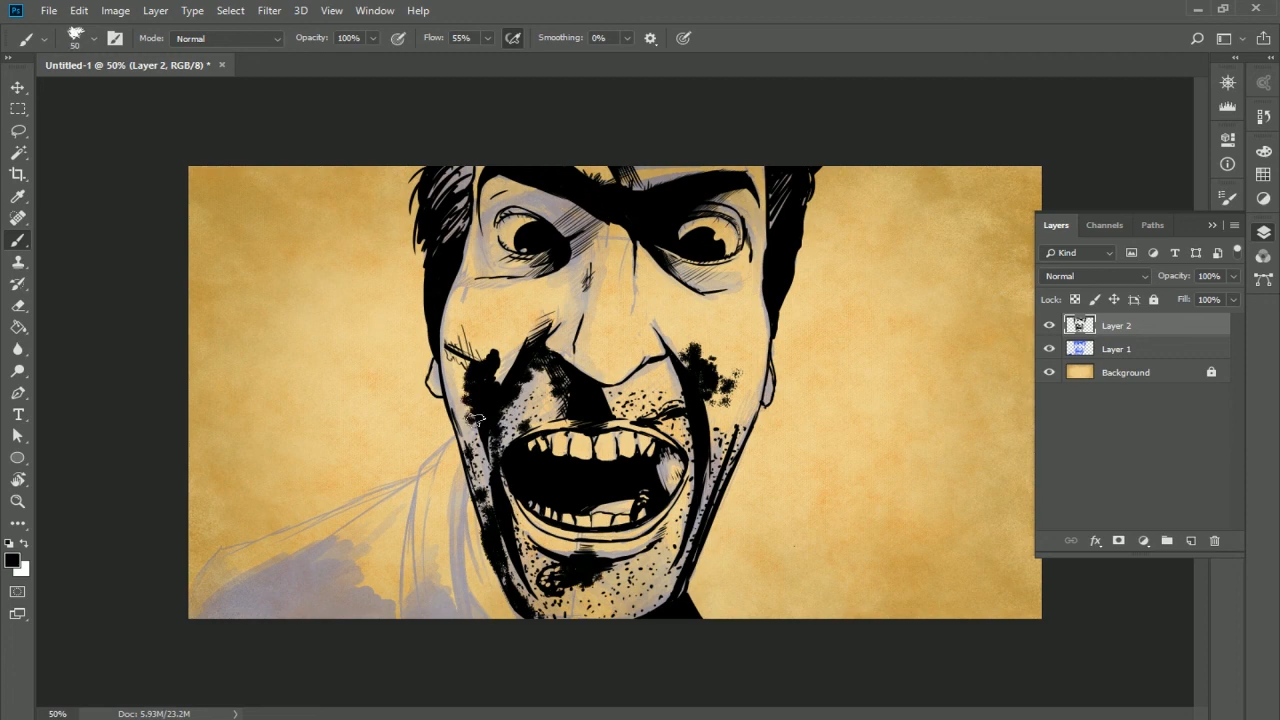 Ps File Edit Image Layer Type Select Filter 3D View Window Help
50 Mode: Normal Opacity: 100% Flow: 55% Smoothing: 0%
Untitled-1 @ 50% (Layer 2, RGB/8) *
Layers Channels Paths
Kind
Normal Opacity: 100%
Lock: Fill: 100%
Layer 2
Layer 1
Background
50% Doc: 5.93M/23.2M